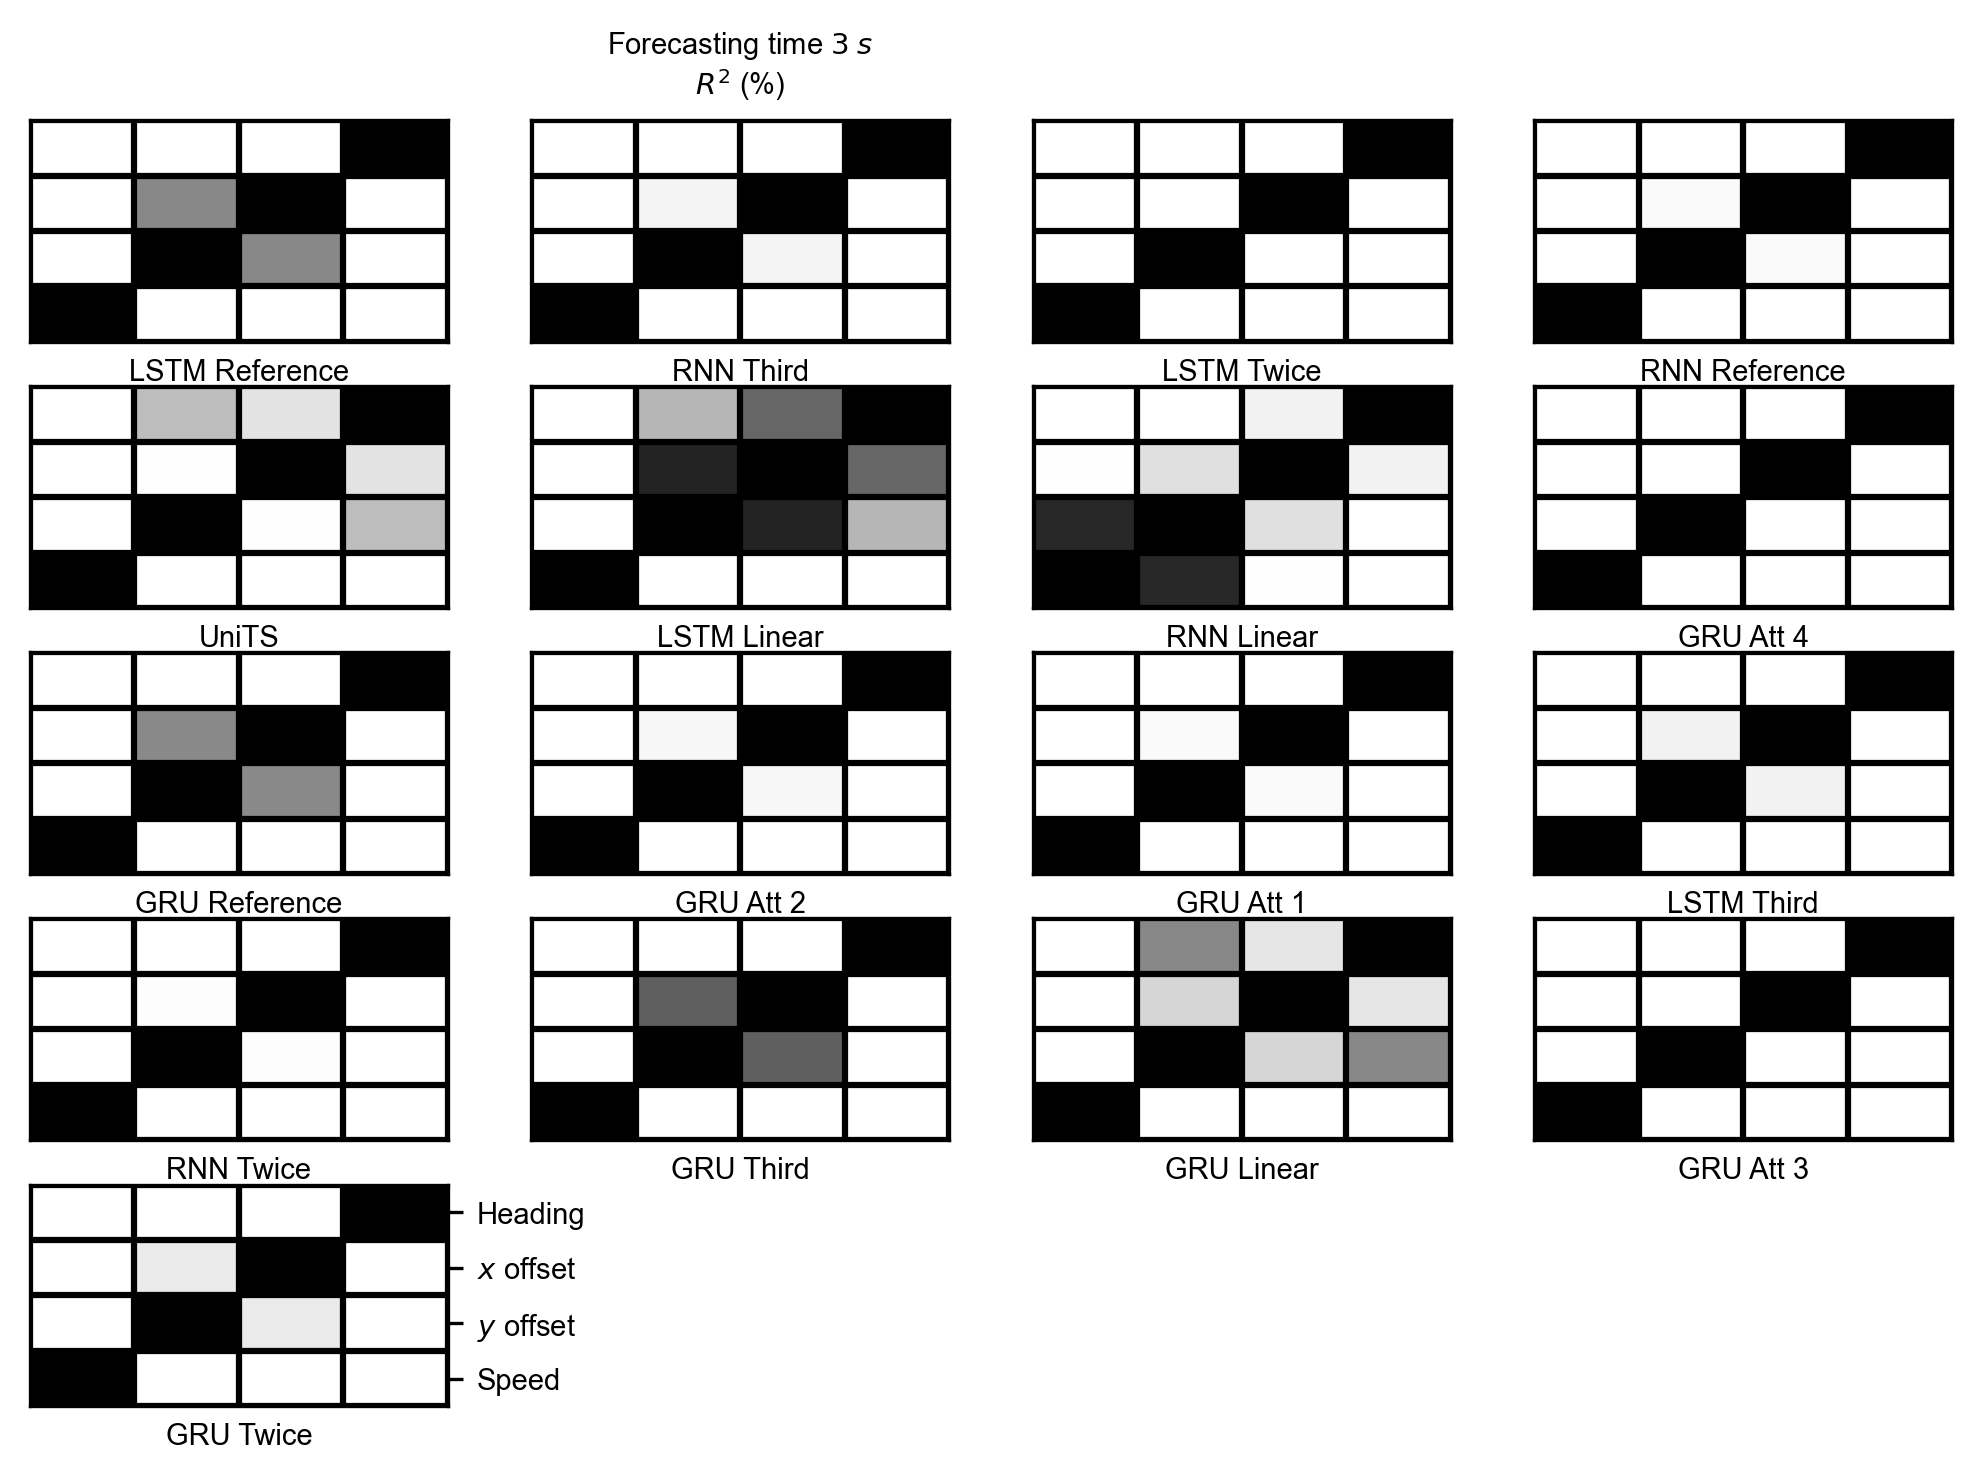 Forecasting time 3 s
R² (%)
LSTM Reference
RNN Third
LSTM Twice
RNN Reference
UniTS
LSTM Linear
RNN Linear
GRU Att 4
GRU Reference
GRU Att 2
GRU Att 1
LSTM Third
RNN Twice
GRU Third
GRU Linear
GRU Att 3
Heading
x offset
y offset
Speed
GRU Twice